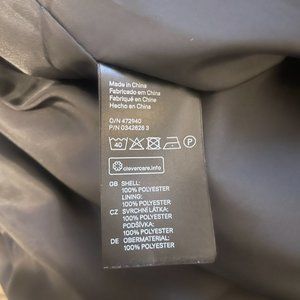 Made in China
Fabricado em China
Fabriqué en Chine
Hecho en China
O/N 472940
P/N 0342828 3
40
P
clevercare.info
GB SHELL:
100% POLYESTER
LINING:
100% POLYESTER
CZ SVRCHNÍ LÁTKA:
100% POLYESTER
PODŠÍVKA:
100% POLYESTER
DE OBERMATERIAL:
100% POLYESTER